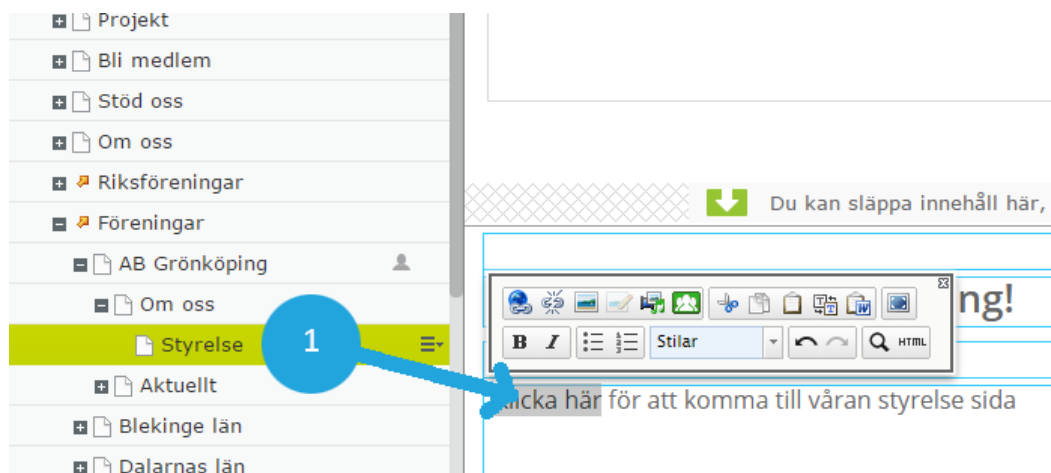 Projekt
Bli medlem
Stöd oss
Om oss
Riksföreningar
Föreningar
AB Grönköping
Om oss
Styrelse
Aktuellt
Blekinge län
Dalarnas län
1
Du kan släppa innehåll här,
ng!
B I Stilar HTML
klicka här för att komma till våran styrelse sida